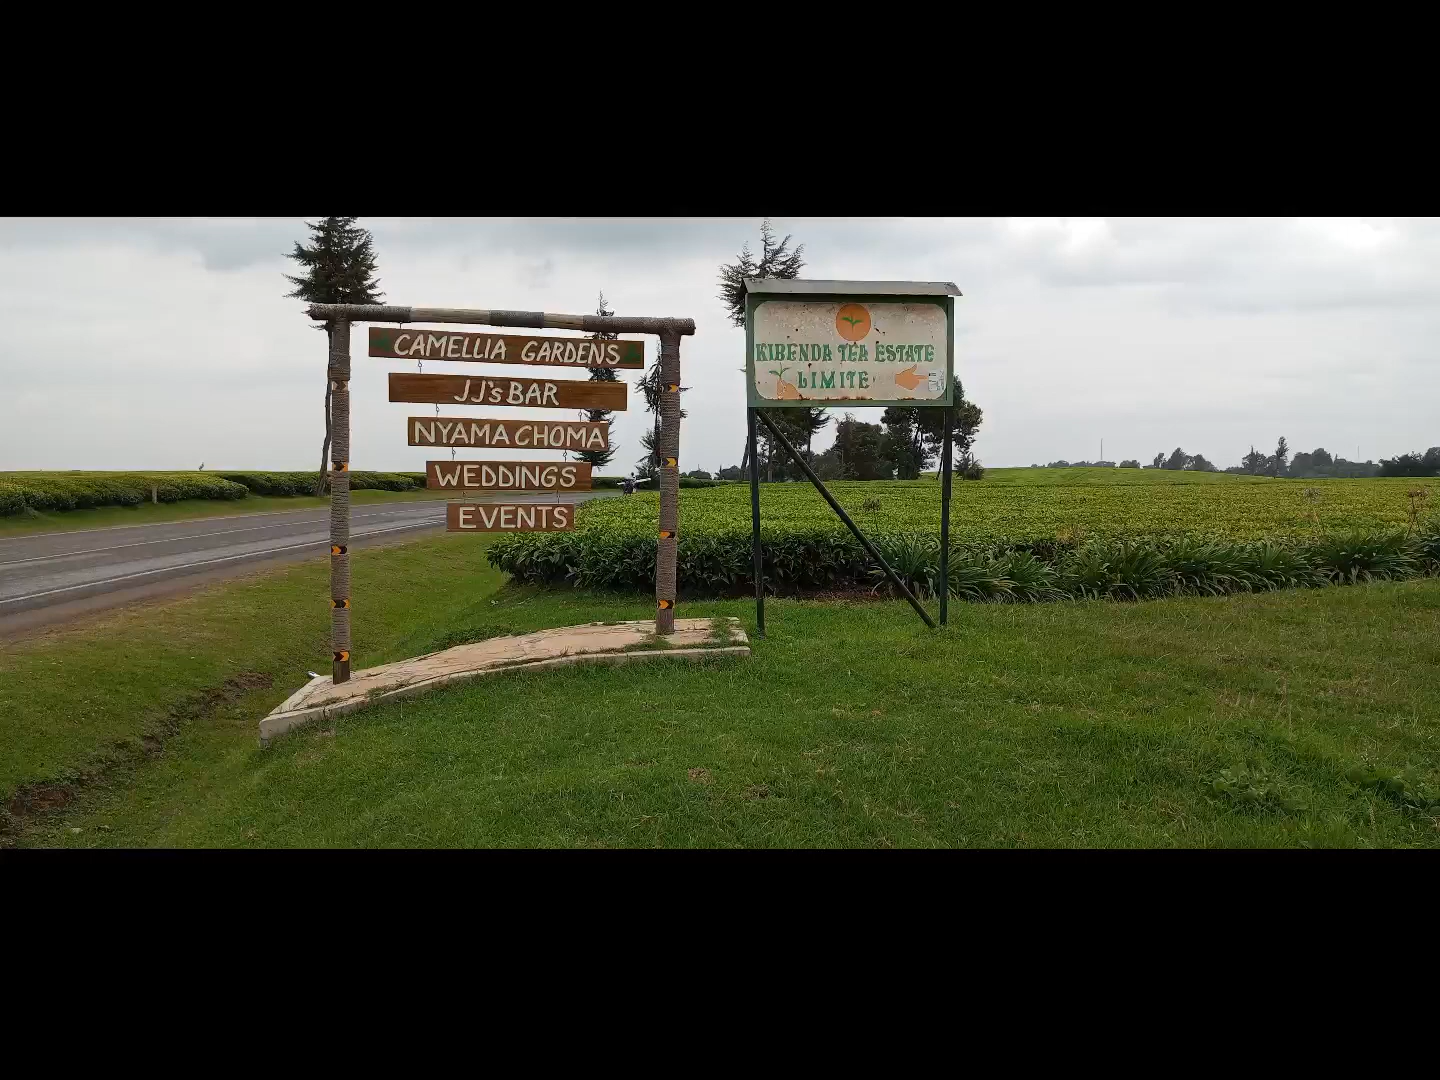 CAMELLIA GARDENS
JJ's BAR
NYAMA CHOMA
WEDDINGS
EVENTS
KIBENDA TEA ESTATE
LIMITE